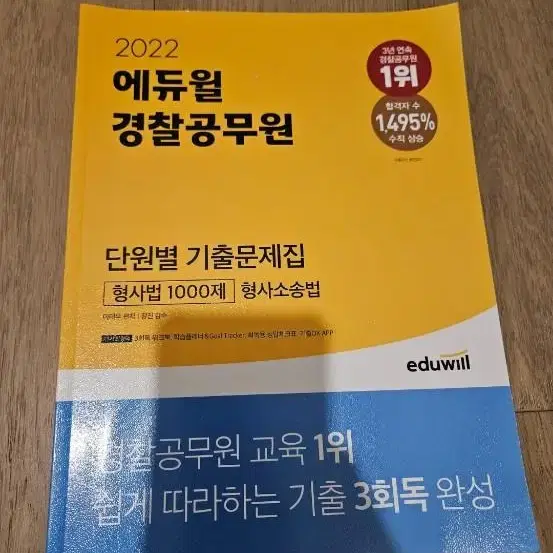 2022
에듀윌
경찰공무원
3년 연속
경찰공무원
1위
합격자 수
1,495%
수직 상승
단원별 기출문제집
형사법 1000제 형사소송법
eduwill
경찰공무원 교육 1위
쉽게 따라하는 기출 3회독 완성